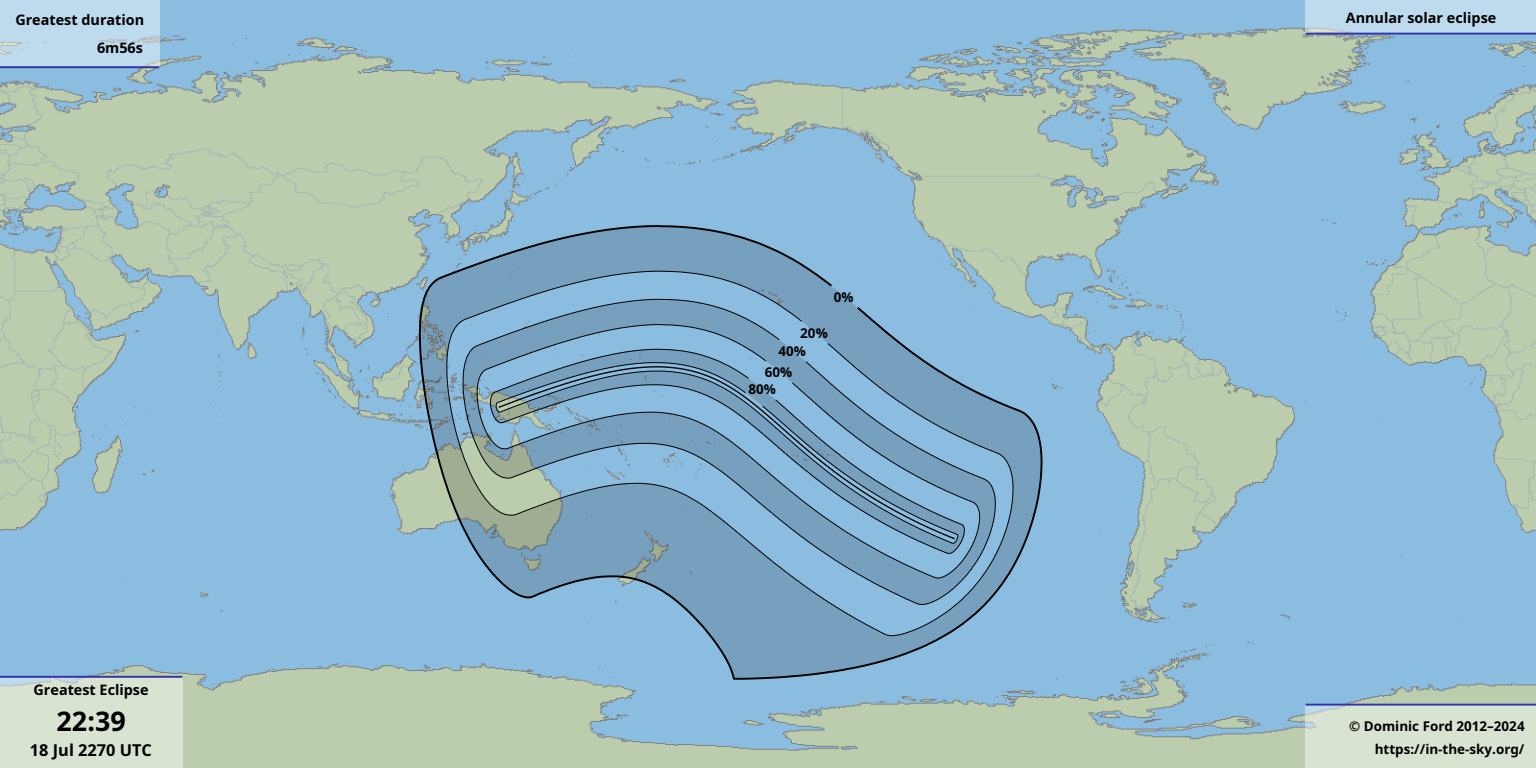 Greatest duration
6m56s
Annular solar eclipse
0%
20%
40%
60%
80%
Greatest Eclipse
22:39
18 Jul 2270 UTC
© Dominic Ford 2012–2024
https://in-the-sky.org/